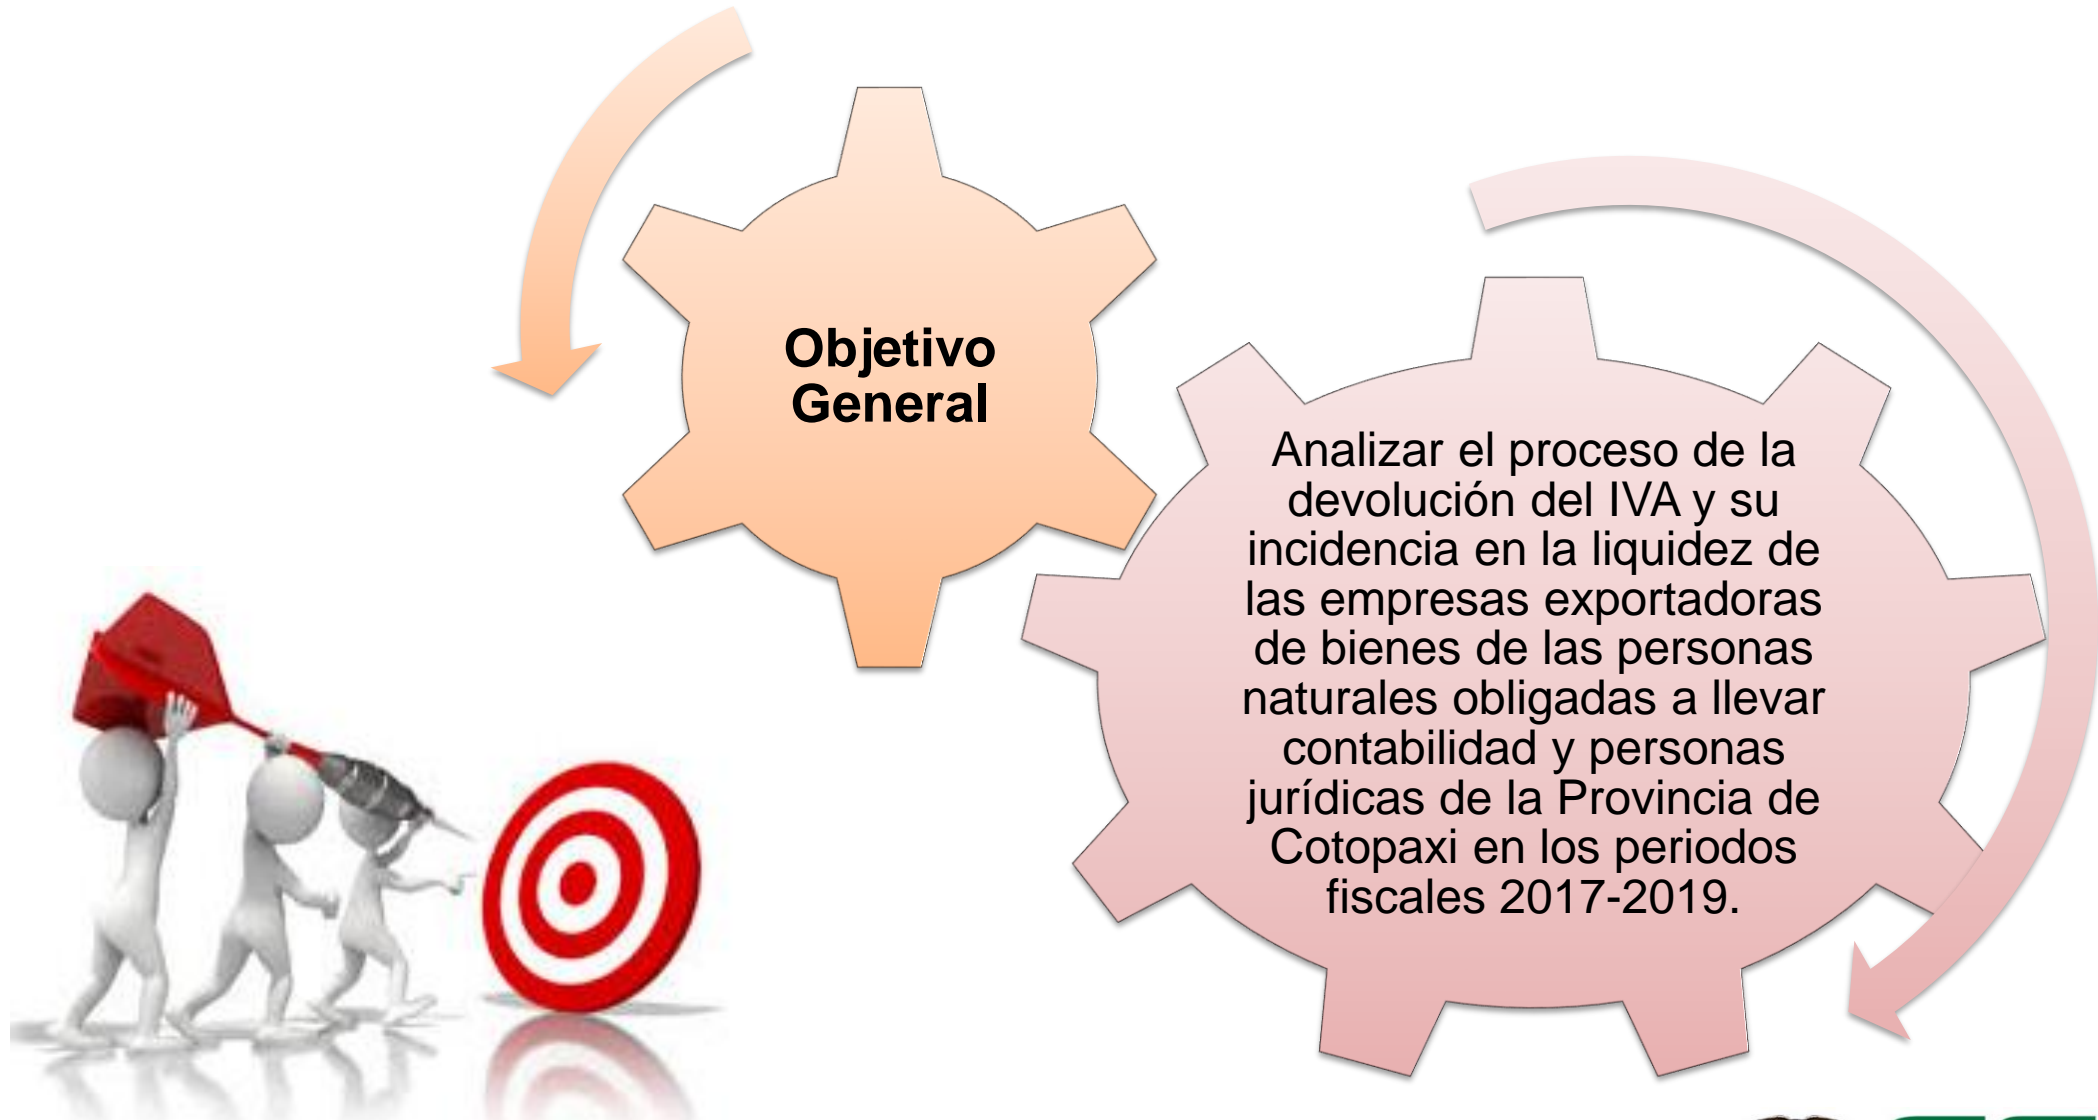 Objetivo
General
Analizar el proceso de la
devolución del IVA y su
incidencia en la liquidez de
las empresas exportadoras
de bienes de las personas
naturales obligadas a llevar
contabilidad y personas
jurídicas de la Provincia de
Cotopaxi en los periodos
fiscales 2017-2019.